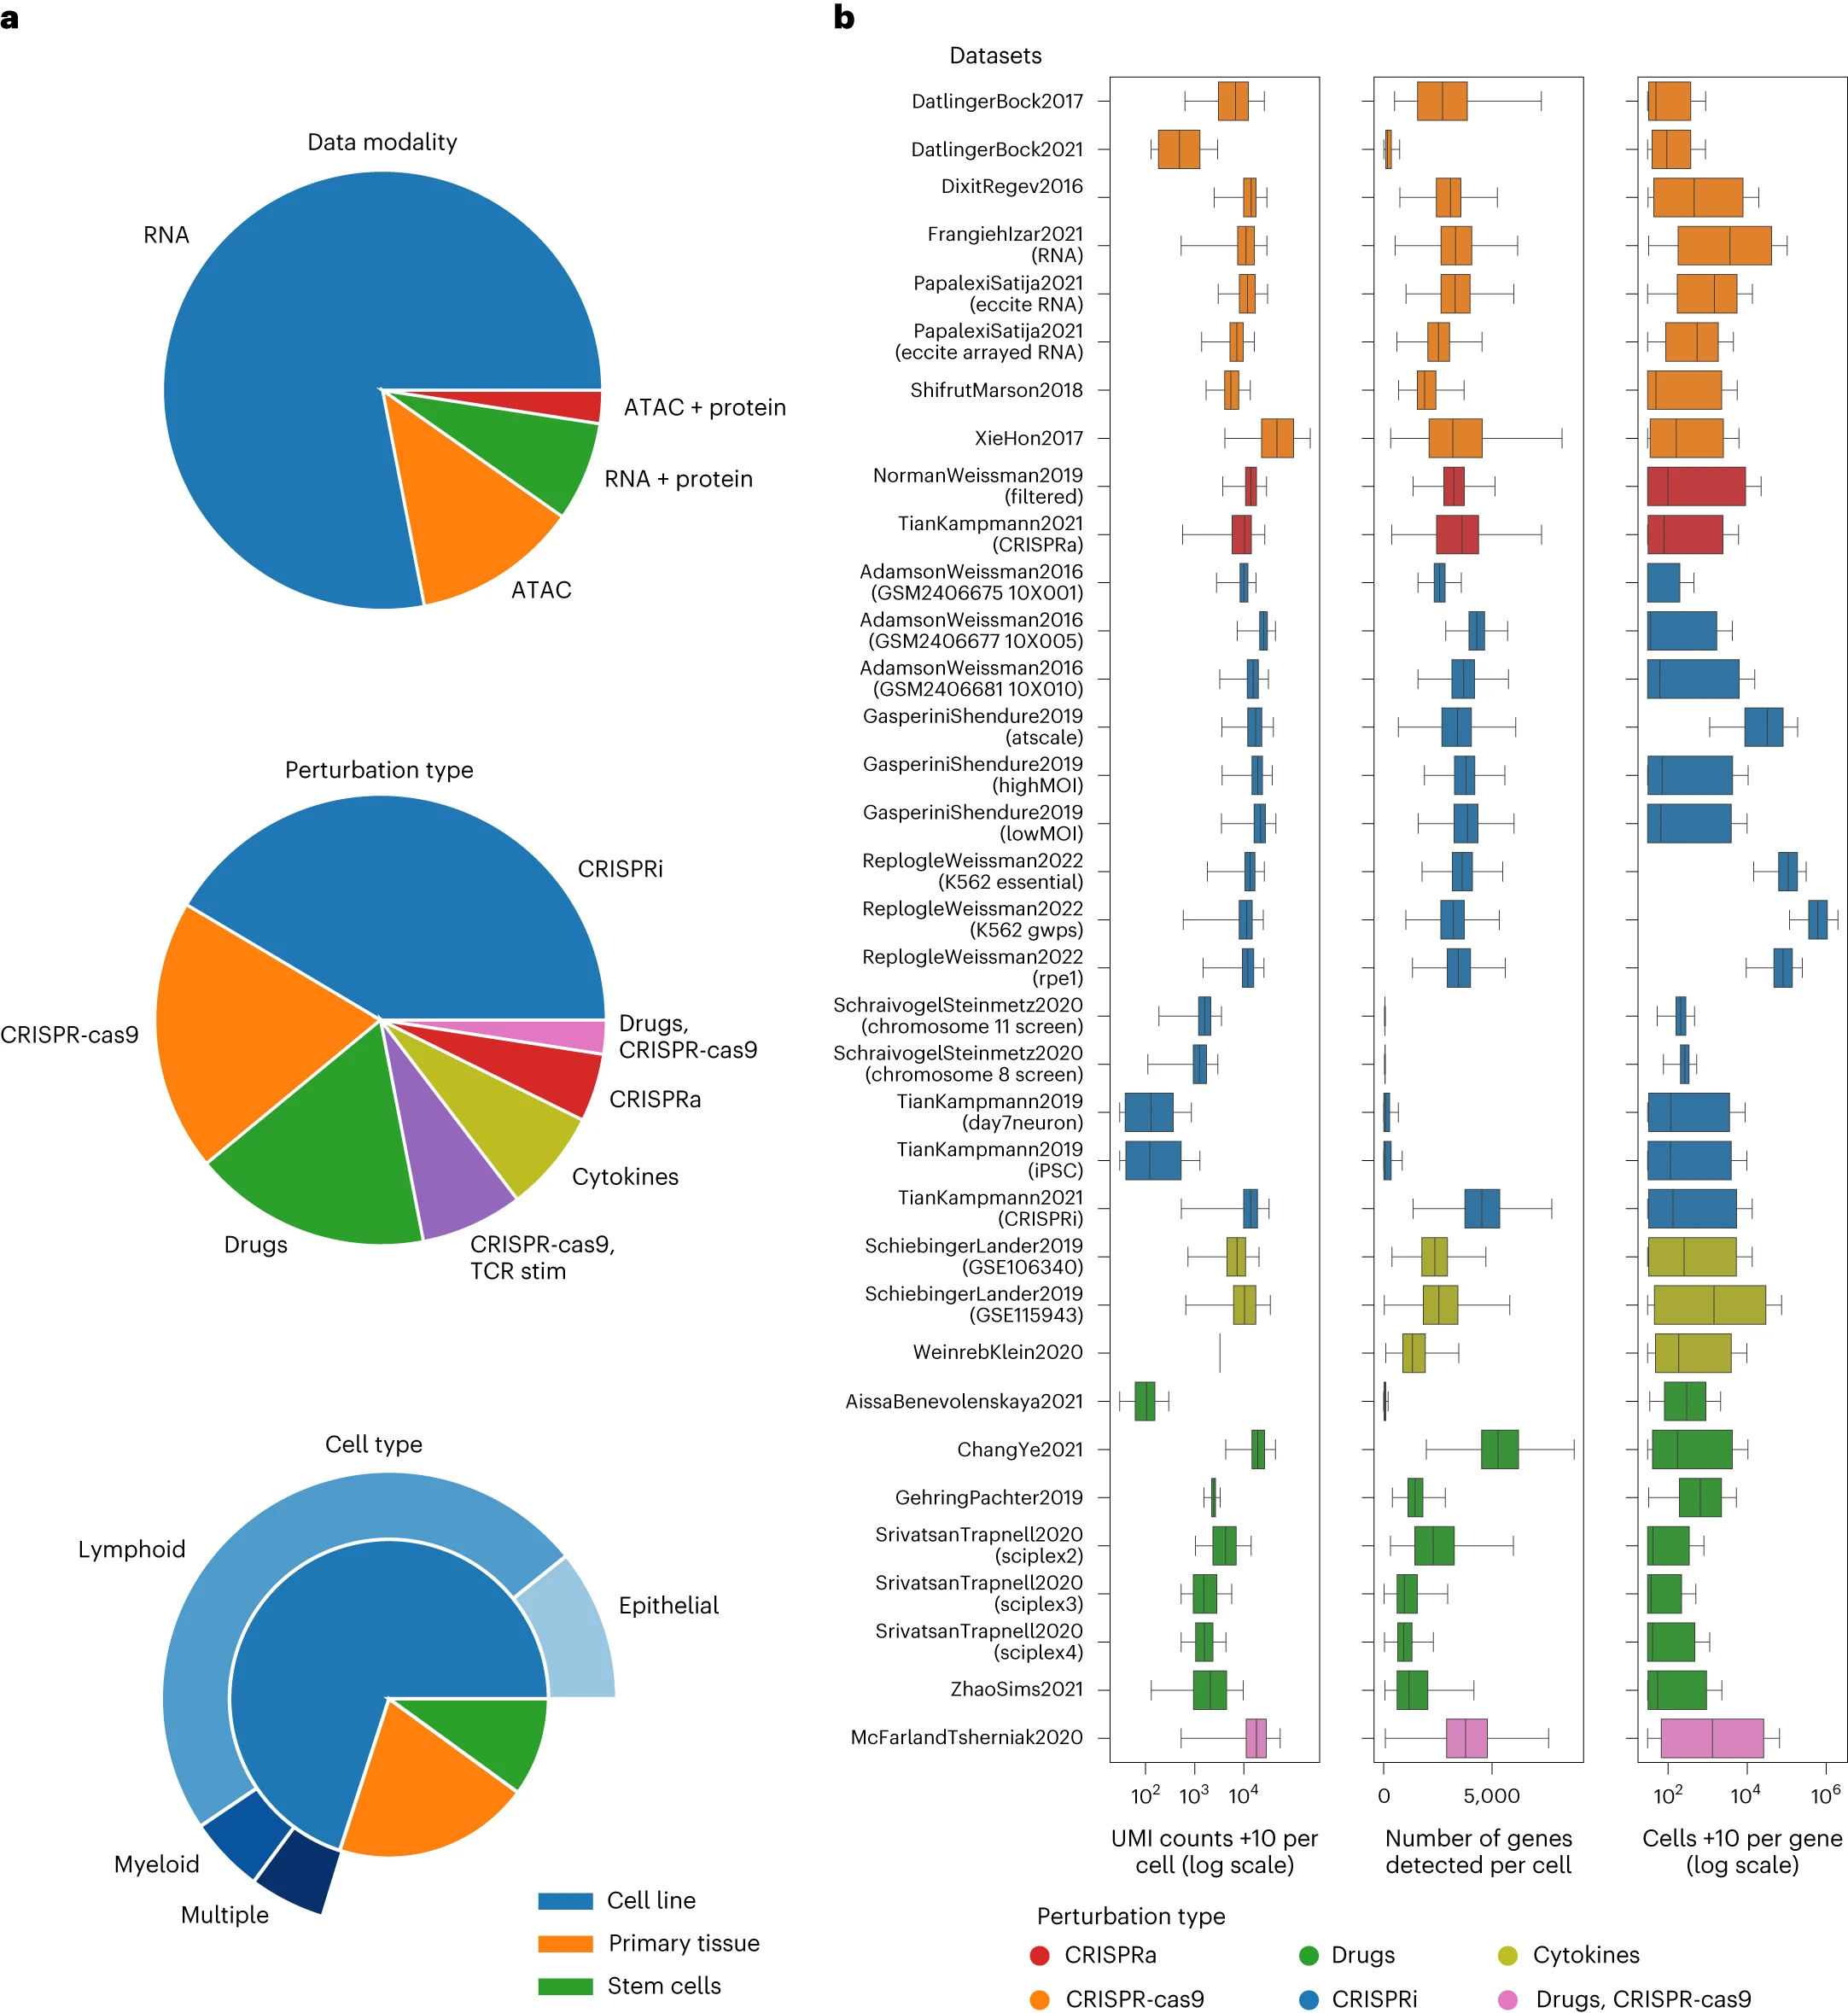 a
Data modality
RNA
ATAC + protein
RNA + protein
ATAC
Perturbation type
CRISPRi
CRISPR-cas9
Drugs,
CRISPR-cas9
CRISPRa
Cytokines
CRISPR-cas9,
TCR stim
Drugs
Cell type
Lymphoid
Epithelial
Myeloid
Multiple
Cell line
Primary tissue
Stem cells
b
Datasets
DatlingerBock2017
DatlingerBock2021
DixitRegev2016
FrangiehIzar2021
(RNA)
PapalexiSatija2021
(eccite RNA)
PapalexiSatija2021
(eccite arrayed RNA)
ShifrutMarson2018
XieHon2017
NormanWeissman2019
(filtered)
TianKampmann2021
(CRISPRa)
AdamsonWeissman2016
(GSM2406675 10X001)
AdamsonWeissman2016
(GSM2406677 10X005)
AdamsonWeissman2016
(GSM2406681 10X010)
GasperiniShendure2019
(atscale)
GasperiniShendure2019
(highMOI)
GasperiniShendure2019
(lowMOI)
ReplogleWeissman2022
(K562 essential)
ReplogleWeissman2022
(K562 gwps)
ReplogleWeissman2022
(rpe1)
SchraivogelSteinmetz2020
(chromosome 11 screen)
SchraivogelSteinmetz2020
(chromosome 8 screen)
TianKampmann2019
(day7neuron)
TianKampmann2019
(iPSC)
TianKampmann2021
(CRISPRi)
SchiebingerLander2019
(GSE106340)
SchiebingerLander2019
(GSE115943)
WeinrebKlein2020
AissaBenevolenskaya2021
ChangYe2021
GehringPachter2019
SrivatsanTrapnell2020
(sciplex2)
SrivatsanTrapnell2020
(sciplex3)
SrivatsanTrapnell2020
(sciplex4)
ZhaoSims2021
McFarlandTsherniak2020
10² 10³ 10⁴
UMI counts +10 per
cell (log scale)
0 5,000
Number of genes
detected per cell
10² 10⁴ 10⁶
Cells +10 per gene
(log scale)
Perturbation type
CRISPRa Drugs Cytokines
CRISPR-cas9 CRISPRi Drugs, CRISPR-cas9